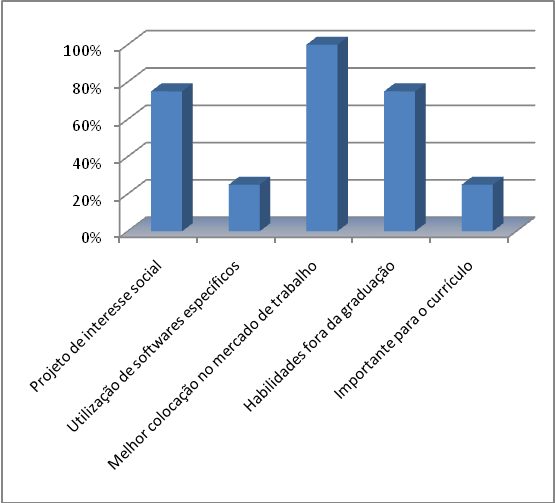 100%
80%
60%
40%
20%
0%
Projeto de interesse social
Utilização de softwares específicos
Melhor colocação no mercado de trabalho
Habilidades fora da graduação
Importante para o currículo